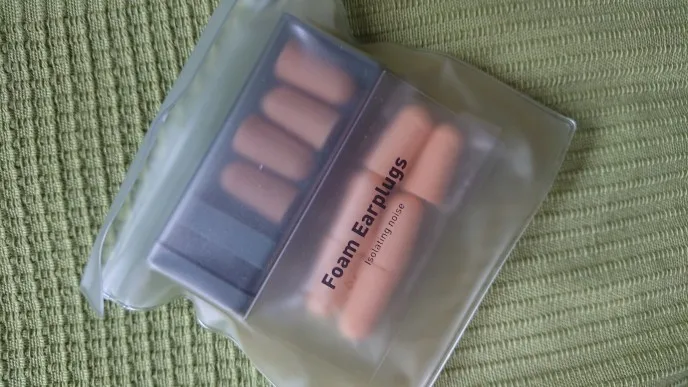 Foam Earplugs
Isolating noise